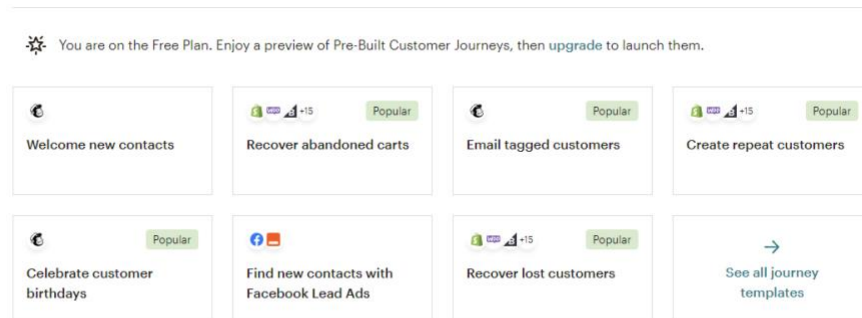 You are on the Free Plan. Enjoy a preview of Pre-Built Customer Journeys, then upgrade to launch them.
Welcome new contacts
+15 Popular
Recover abandoned carts
Popular
Email tagged customers
+15 Popular
Create repeat customers
Popular
Celebrate customer
birthdays
Find new contacts with
Facebook Lead Ads
+15 Popular
Recover lost customers
See all journey
templates